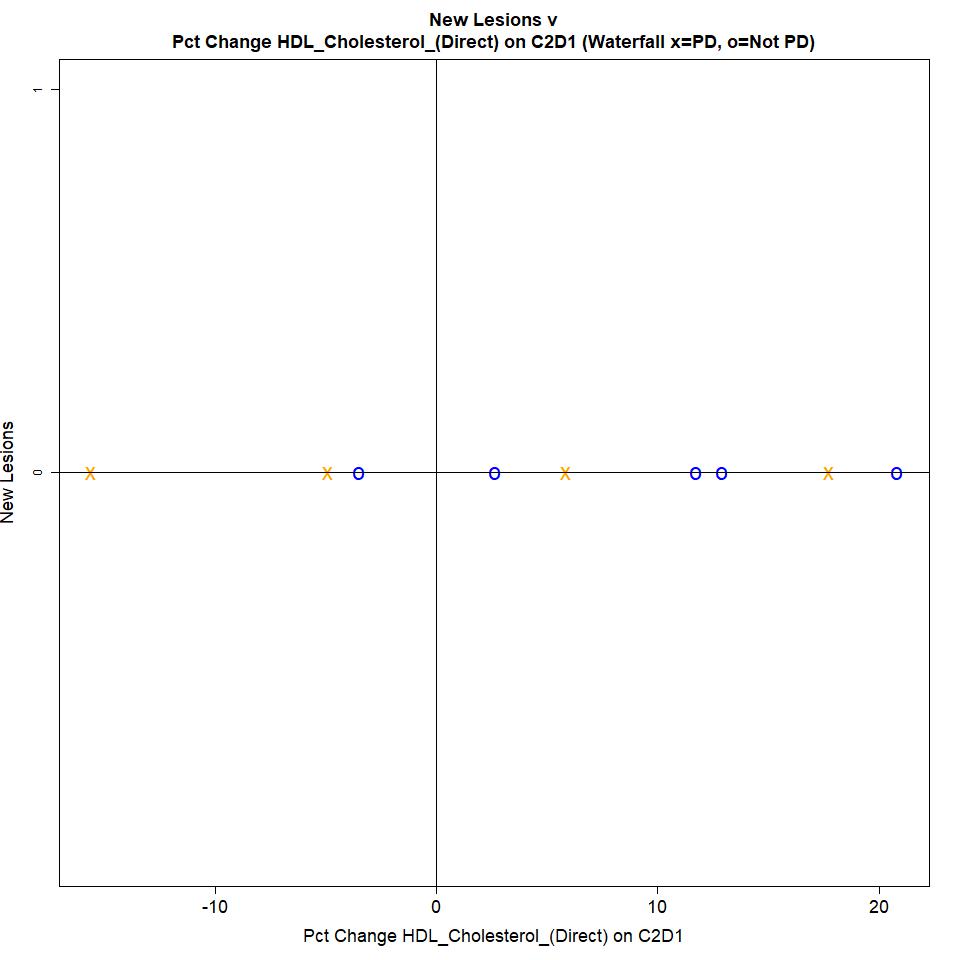 New Lesions v
Pct Change HDL_Cholesterol_(Direct) on C2D1 (Waterfall x=PD, o=Not PD)
1
0
New Lesions
x x o o x o o x o
-10 0 10 20
Pct Change HDL_Cholesterol_(Direct) on C2D1